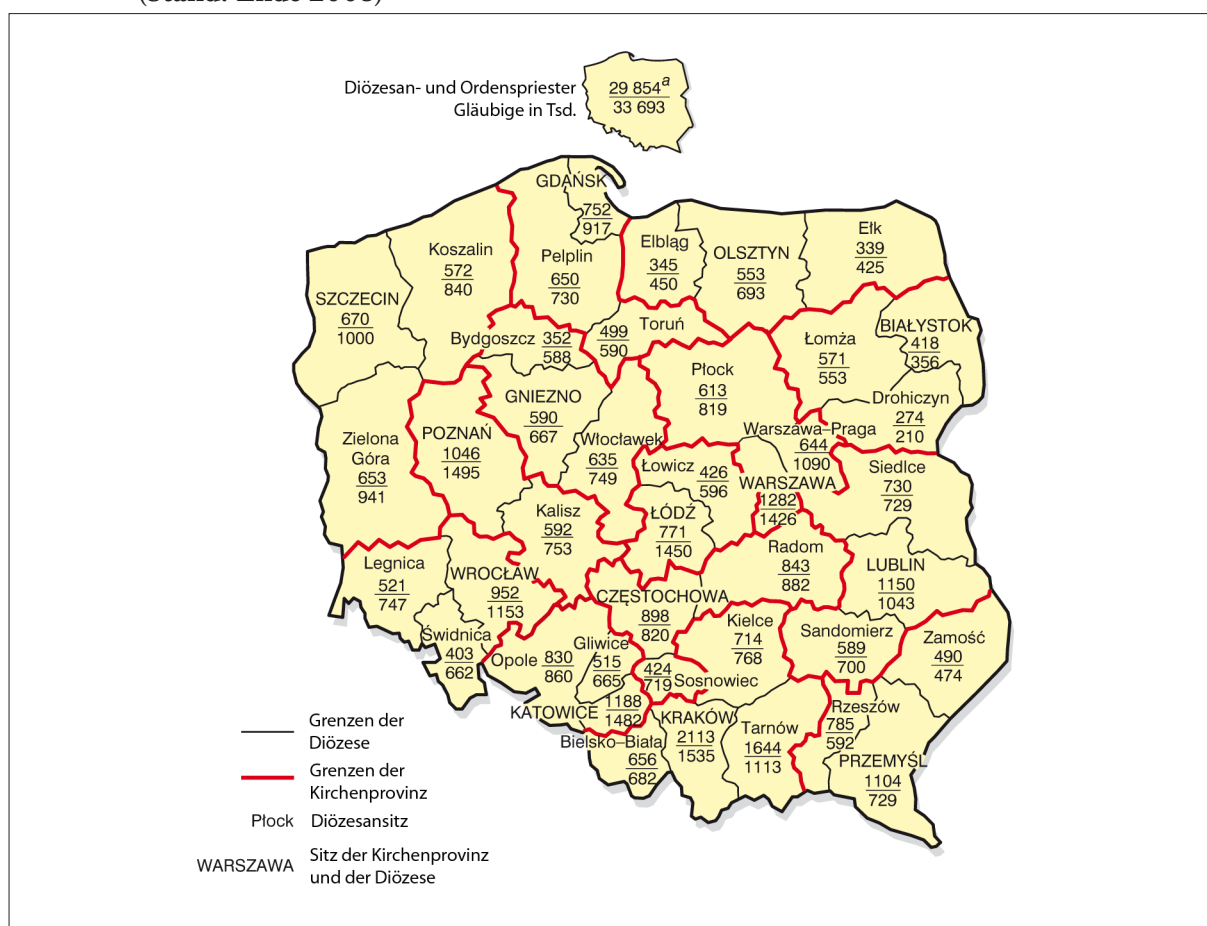 Diözesan- und Ordenspriester
Gläubige in Tsd.
29 854a
33 693
GDAŃSK
752
917
Koszalin
572
840
Pelplin
650
730
Elbląg
345
450
OLSZTYN
553
693
Ełk
339
425
SZCZECIN
670
1000
Bydgoszcz
352
588
499
590
Toruń
Łomża
571
553
BIAŁYSTOK
418
356
Płock
613
819
Drohiczyn
274
210
GNIEZNO
590
667
Zielona
Góra
653
941
POZNAŃ
1046
1495
Włocławek
635
749
Warszawa–Praga
644
1090
Łowicz
426
596
WARSZAWA
1282
1426
Siedlce
730
729
Kalisz
592
753
ŁÓDŹ
771
1450
Radom
843
882
LUBLIN
1150
1043
Legnica
521
747
WROCŁAW
952
1153
CZĘSTOCHOWA
898
820
Kielce
714
768
Sandomierz
589
700
Zamość
490
474
Świdnica
403
662
Opole
830
860
Gliwice
515
665
424
719
Sosnowiec
KATOWICE
1188
1482
KRAKÓW
2113
1535
Tarnów
1644
1113
Rzeszów
785
592
Bielsko–Biała
656
682
PRZEMYŚL
1104
729
Grenzen der
Diözese
Grenzen der
Kirchenprovinz
Płock
Diözesansitz
WARSZAWA
Sitz der Kirchenprovinz
und der Diözese